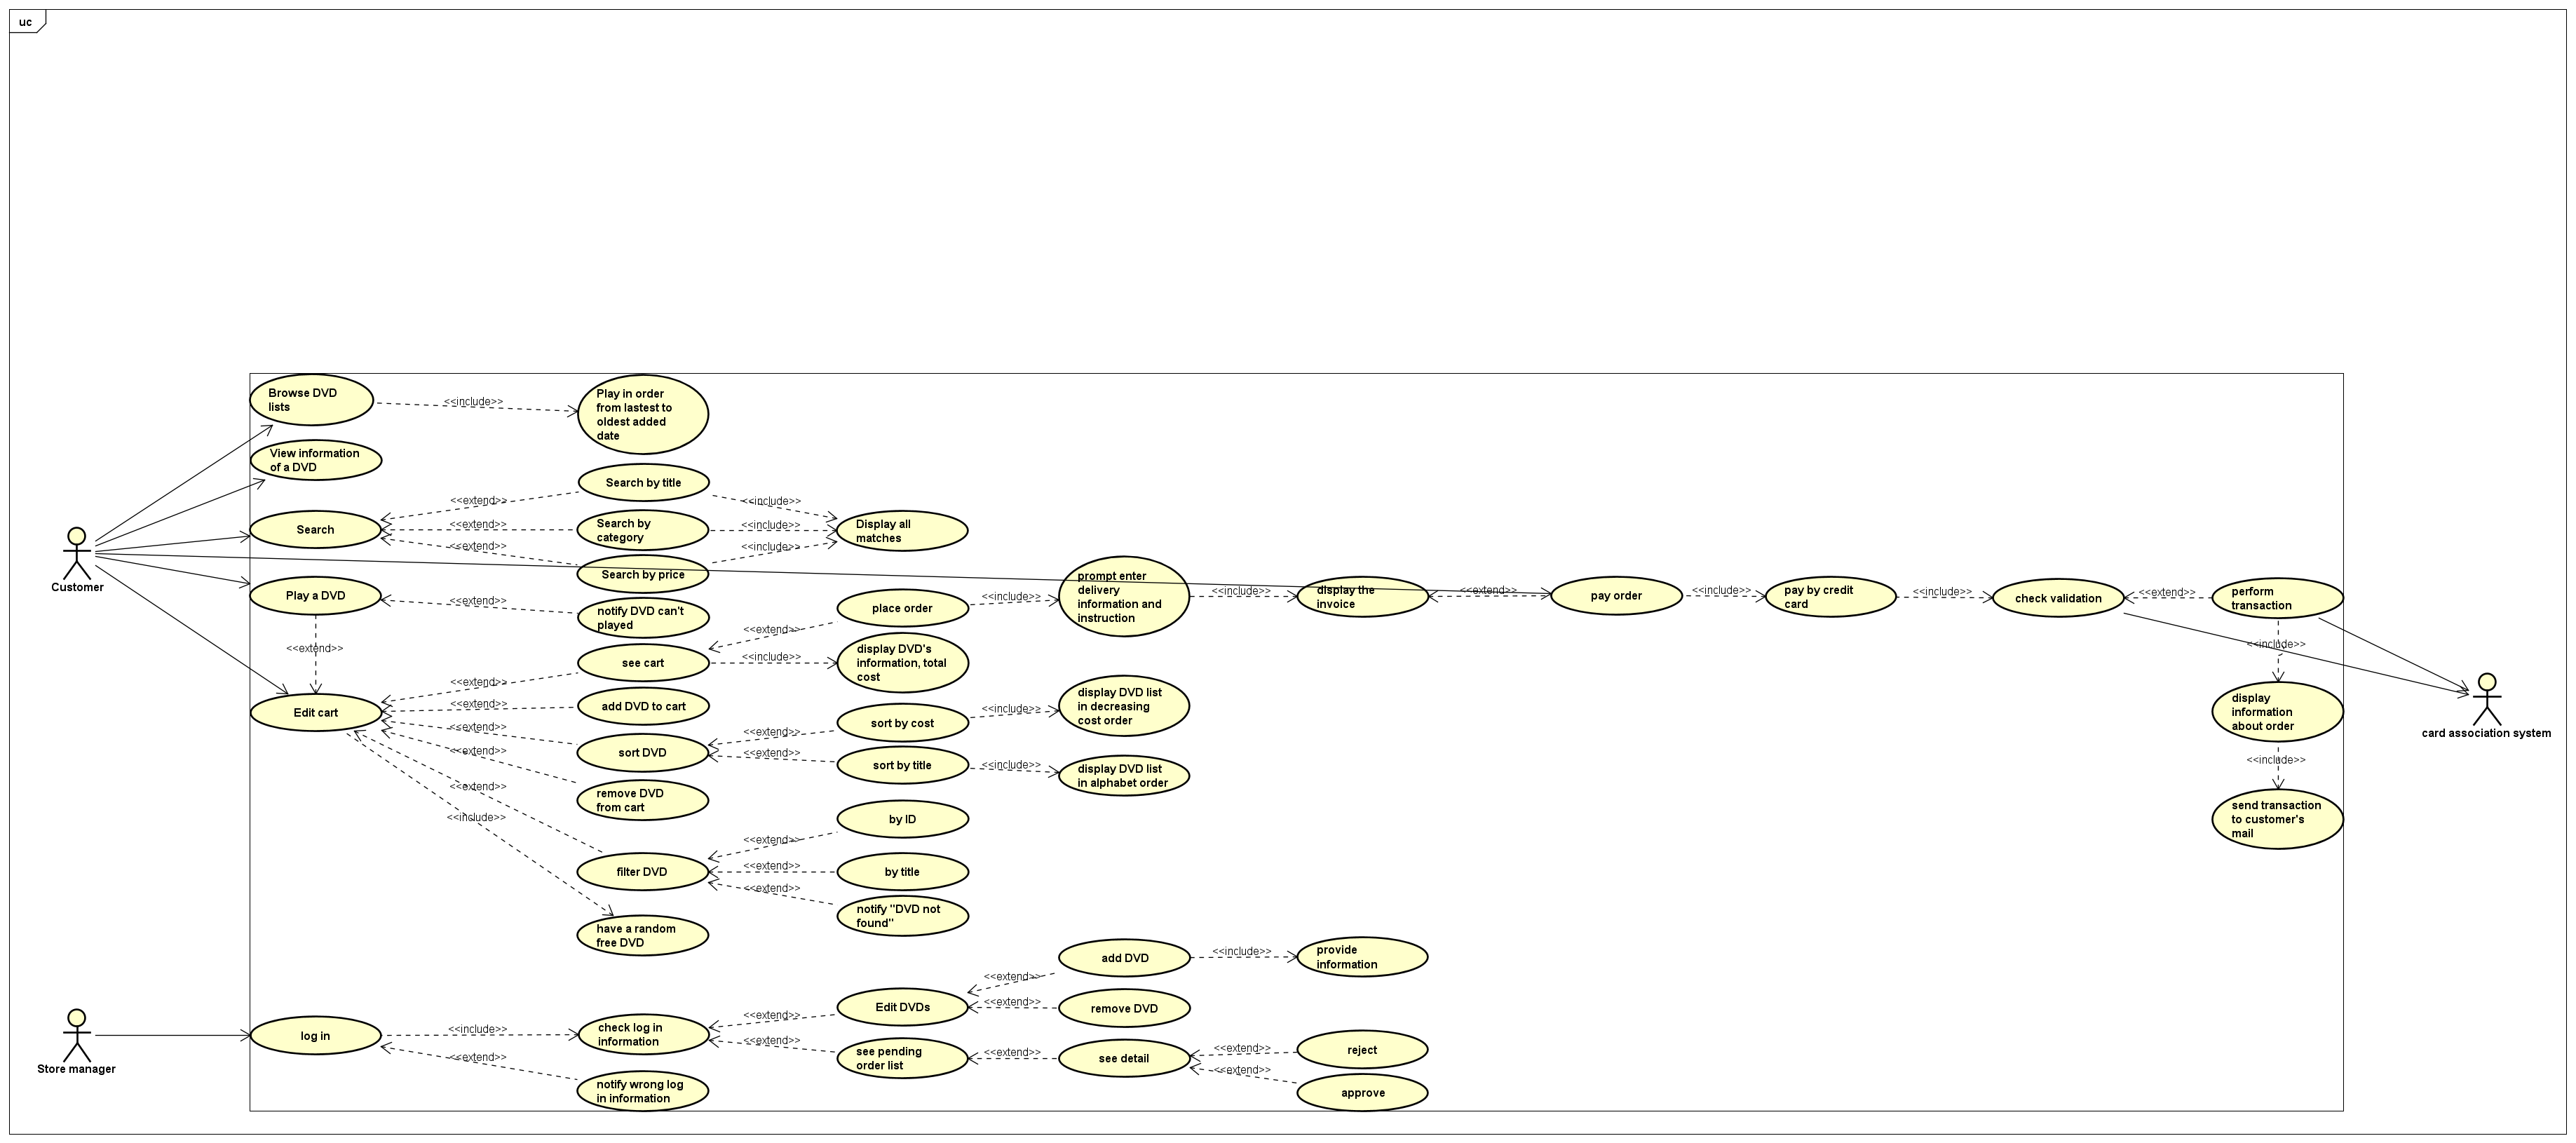 uc
Browse DVD
lists
<<include>>
Play in order
from lastest to
oldest added
date
View information
of a DVD
Search
<<extend>>
<<extend>>
<<extend>>
Search by title
Search by
category
Search by price
<<include>>
<<include>>
<<include>>
Display all
matches
Customer
Play a DVD
<<extend>>
notify DVD can't
played
<<extend>>
place order
<<include>>
prompt enter
delivery
information and
instruction
<<include>>
display the
invoice
<<extend>>
pay order
<<include>>
pay by credit
card
<<include>>
check validation
<<extend>>
perform
transaction
<<include>>
display
information
about order
<<include>>
send transaction
to customer's
mail
card association system
Edit cart
<<extend>>
<<extend>>
<<extend>>
<<extend>>
<<extend>>
<<include>>
see cart
<<extend>>
<<include>>
display DVD's
information, total
cost
add DVD to cart
sort DVD
<<extend>>
<<extend>>
sort by cost
<<include>>
display DVD list
in decreasing
cost order
sort by title
<<include>>
display DVD list
in alphabet order
remove DVD
from cart
filter DVD
<<extend>>
<<extend>>
<<extend>>
by ID
by title
notify "DVD not
found"
have a random
free DVD
Store manager
log in
<<include>>
<<extend>>
check log in
information
notify wrong log
in information
<<extend>>
<<extend>>
Edit DVDs
<<extend>>
<<extend>>
add DVD
<<include>>
provide
information
remove DVD
see pending
order list
<<extend>>
see detail
<<extend>>
<<extend>>
reject
approve